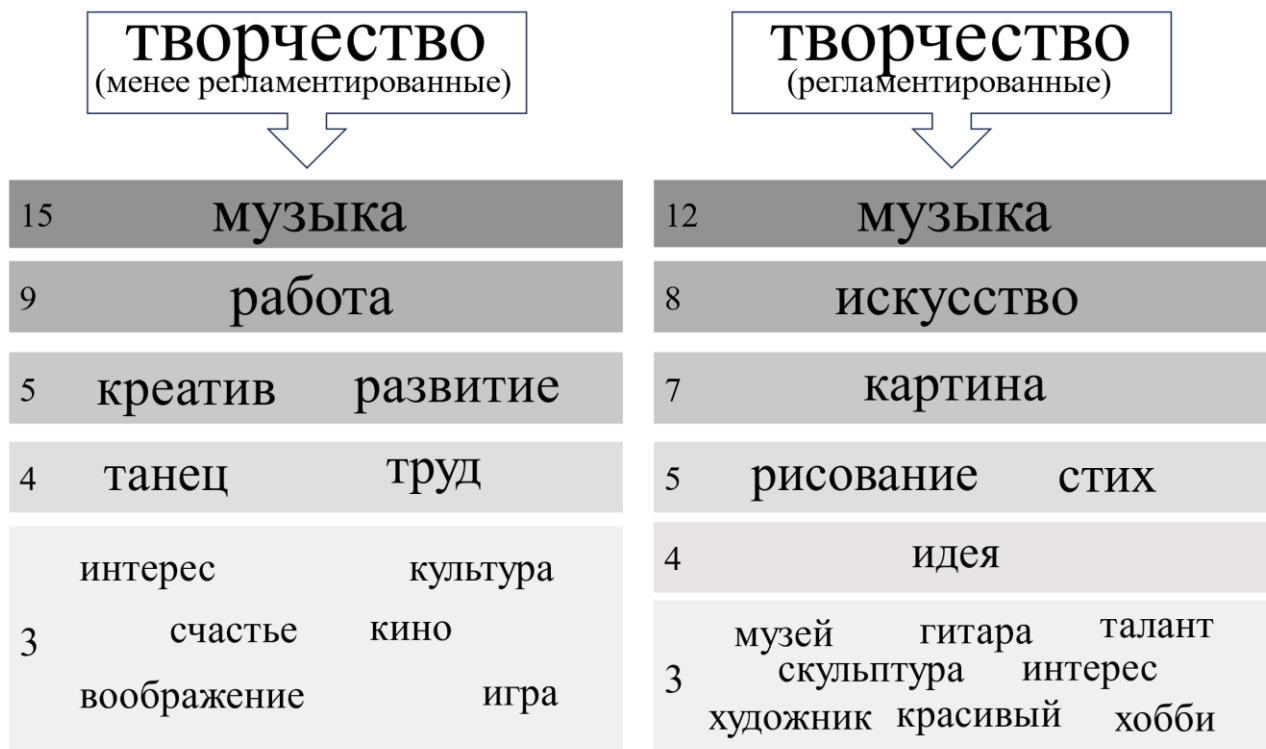 творчество
(менее регламентированные)
15 музыка
9 работа
5 креатив развитие
4 танец труд
3
интерес культура
счастье кино
воображение игра
творчество
(регламентированные)
12 музыка
8 искусство
7 картина
5 рисование стих
4 идея
3
музей гитара талант
скульптура интерес
художник красивый хобби